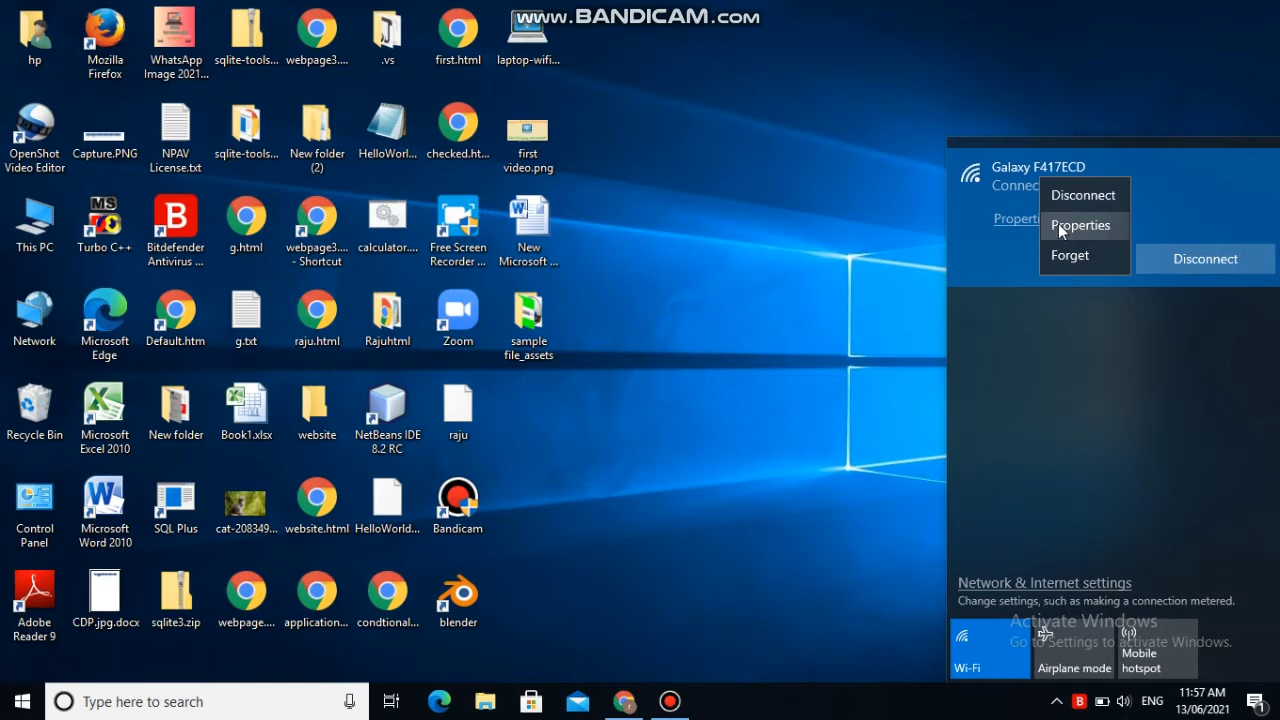 www.BANDICAM.com
hp
Mozilla
Firefox
WhatsApp
Image 2021...
sqlite-tools...
webpage3....
.vs
first.html
laptop-wifi...
OpenShot
Video Editor
Capture.PNG
NPAV
License.txt
sqlite-tools...
New folder
(2)
HelloWorl...
checked.ht...
first
video.png
This PC
MS
Turbo C++
B
Bitdefender
Antivirus ...
g.html
webpage3....
- Shortcut
calculator....
Free Screen
Recorder ...
New
Microsoft ...
Network
Microsoft
Edge
Default.htm
g.txt
raju.html
Rajuhtml
Zoom
sample
file_assets
Recycle Bin
Microsoft
Excel 2010
New folder
Book1.xlsx
website
NetBeans IDE
8.2 RC
raju
Control
Panel
Microsoft
Word 2010
SQL Plus
cat-208349...
website.html
HelloWorld...
Bandicam
Adobe
Reader 9
CDP.jpg.docx
sqlite3.zip
webpage....
application...
condtional...
blender
Galaxy F417ECD
Connec
Properti
Disconnect
Properties
Forget
Disconnect
Network & Internet settings
Change settings, such as making a connection metered.
Activate Windows
Go to Settings to activate Windows.
Wi-Fi
Airplane mode
Mobile
hotspot
Type here to search
B
ENG
11:57 AM
13/06/2021
1